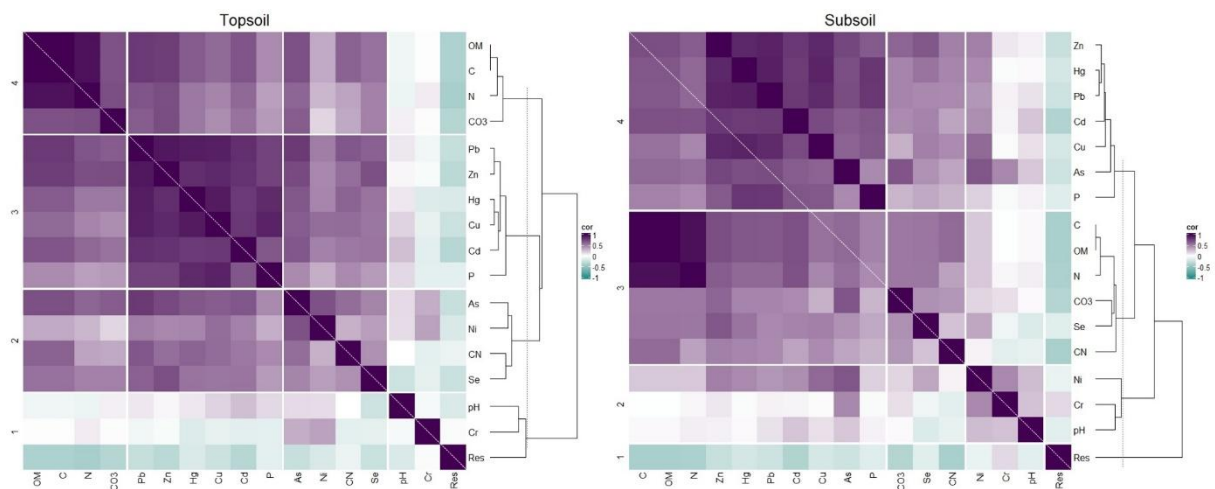 Topsoil
OM
C
N
CO3
Pb
Zn
Hg
Cu
Cd
P
As
Ni
CN
Se
pH
Cr
Res
4
3
2
1
OM C N CO3 Pb Zn Hg Cu Cd P As Ni CN Se pH Cr Res
cor
1
0.5
0
-0.5
-1
Subsoil
Zn
Hg
Pb
Cd
Cu
As
P
C
OM
N
CO3
Se
CN
Ni
Cr
pH
Res
4
3
2
1
C OM N Zn Hg Pb Cd Cu As P CO3 Se CN Ni Cr pH Res
cor
1
0.5
0
-0.5
-1